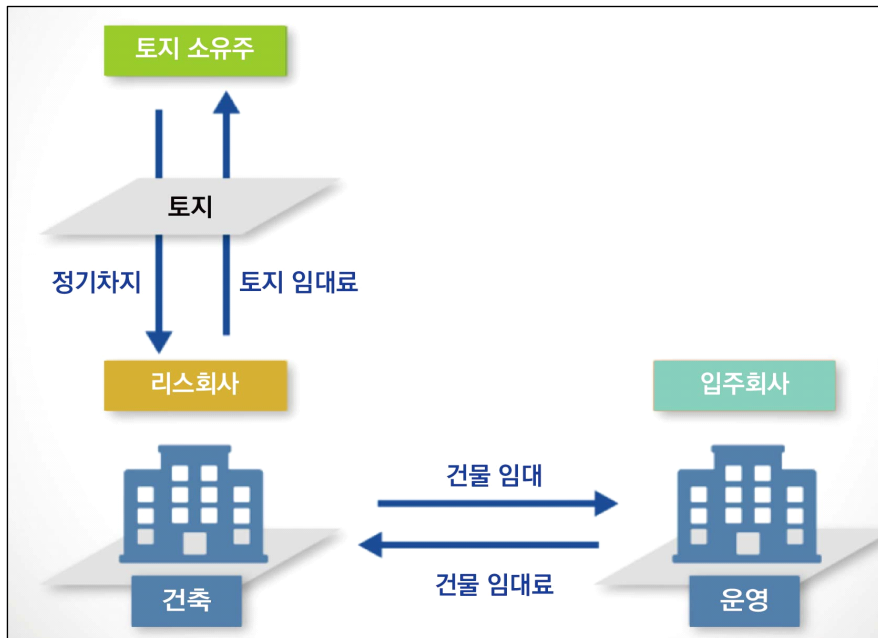 토지 소유주
토지
정기차지
토지 임대료
리스회사
입주회사
건물 임대
건물 임대료
건축
운영